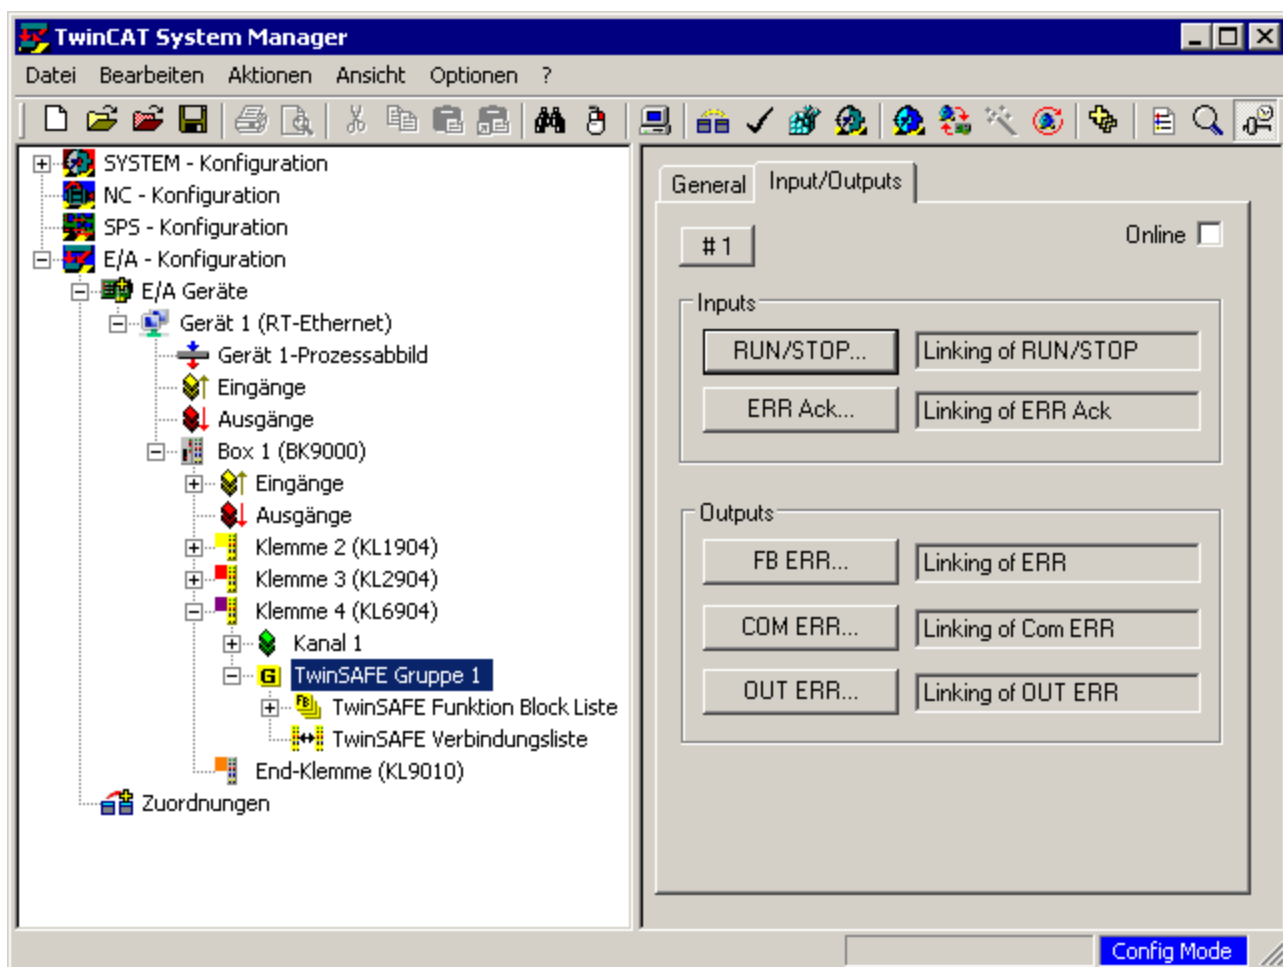 TwinCAT System Manager
Datei Bearbeiten Aktionen Ansicht Optionen ?
SYSTEM - Konfiguration
NC - Konfiguration
SPS - Konfiguration
E/A - Konfiguration
E/A Geräte
Gerät 1 (RT-Ethernet)
Gerät 1-Prozessabbild
Eingänge
Ausgänge
Box 1 (BK9000)
Eingänge
Ausgänge
Klemme 2 (KL1904)
Klemme 3 (KL2904)
Klemme 4 (KL6904)
Kanal 1
G TwinSAFE Gruppe 1
FB TwinSAFE Funktion Block Liste
TwinSAFE Verbindungsliste
End-Klemme (KL9010)
Zuordnungen
General Input/Outputs
# 1 Online
Inputs
RUN/STOP... Linking of RUN/STOP
ERR Ack... Linking of ERR Ack
Outputs
FB ERR... Linking of ERR
COM ERR... Linking of Com ERR
OUT ERR... Linking of OUT ERR
Config Mode